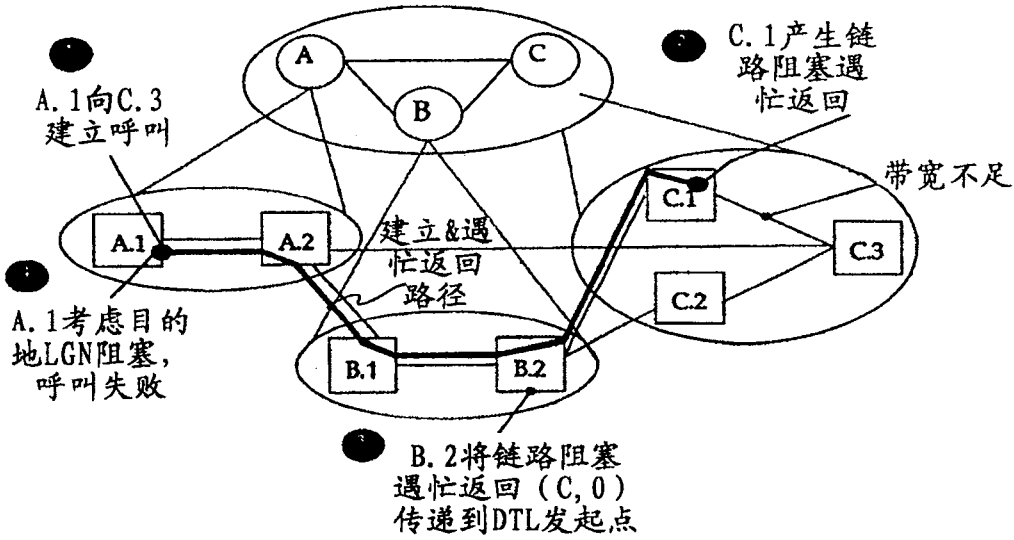 A
C
B
A.1向C.3
建立呼叫
C.1产生链
路阻塞遇
忙返回
带宽不足
A.1
A.2
建立&遇
忙返回
路径
C.1
C.3
C.2
A.1考虑目的
地LGN阻塞,
呼叫失败
B.1
B.2
B.2将链路阻塞
遇忙返回(C,0)
传递到DTL发起点